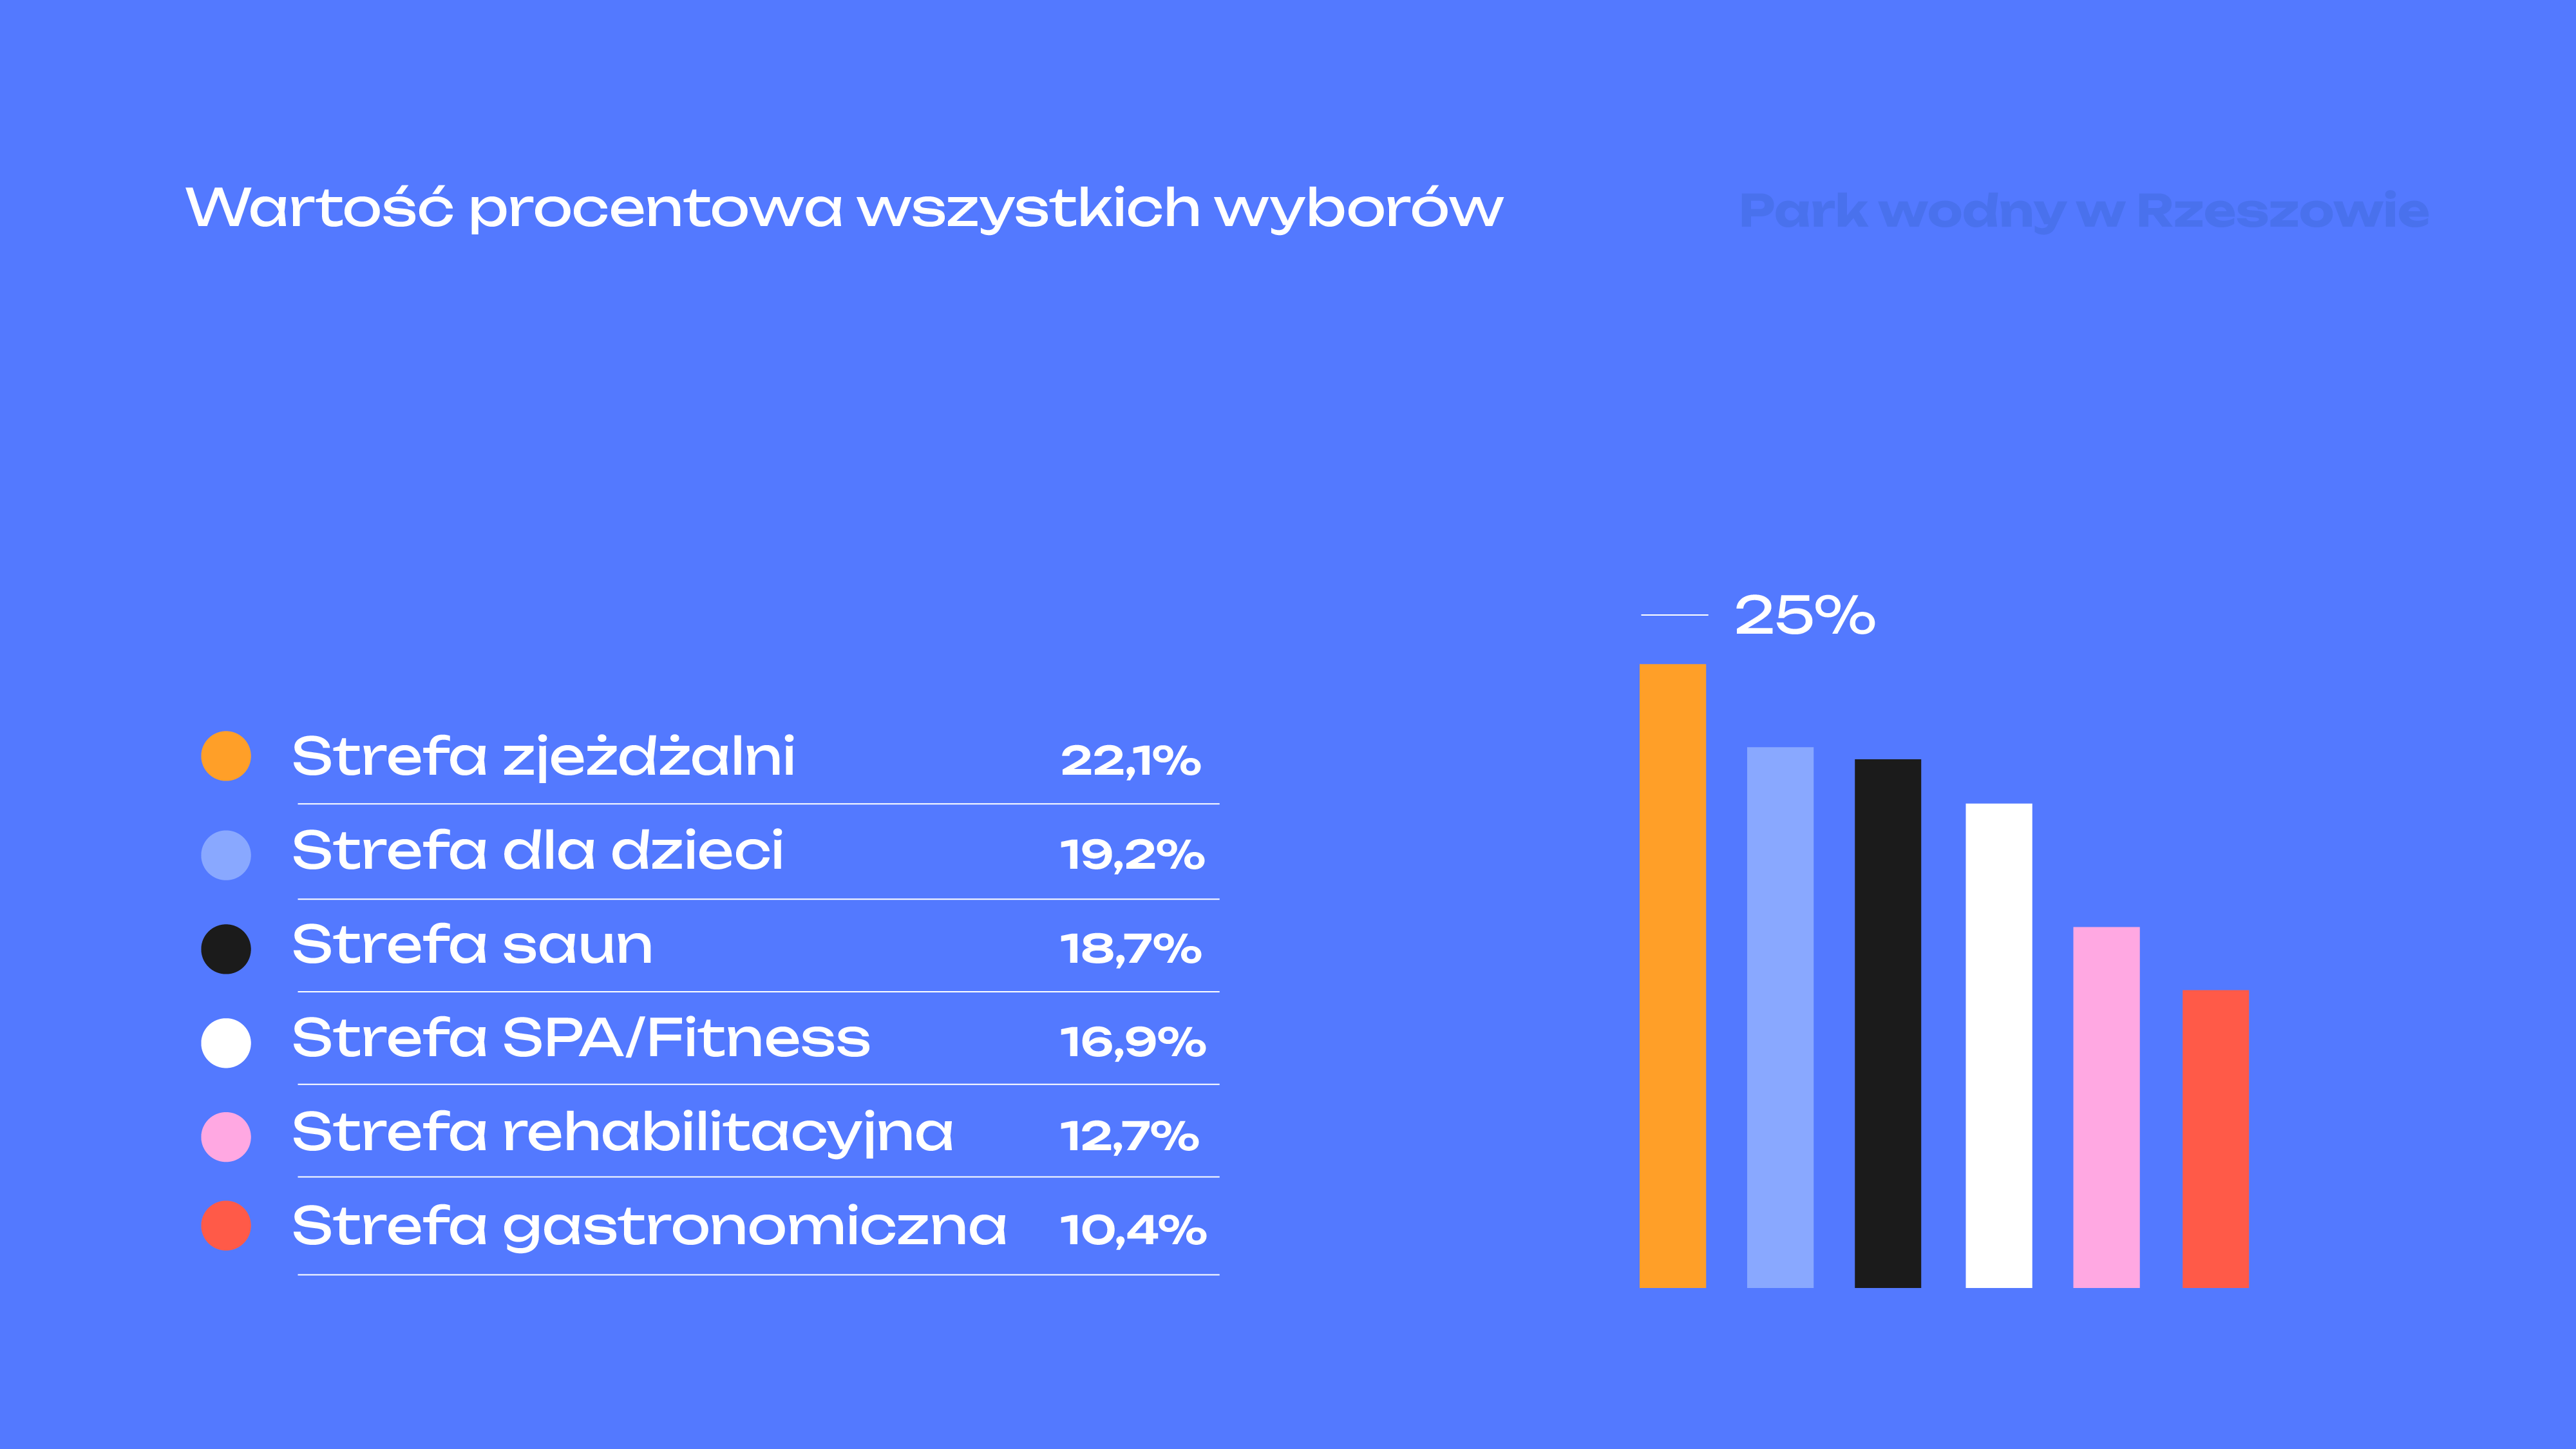 Wartość procentowa wszystkich wyborów
Park wodny w Rzeszowie
25%
Strefa zjeżdżalni 22,1%
Strefa dla dzieci 19,2%
Strefa saun 18,7%
Strefa SPA/Fitness 16,9%
Strefa rehabilitacyjna 12,7%
Strefa gastronomiczna 10,4%